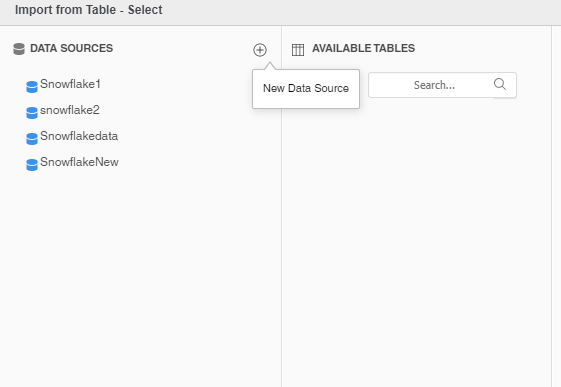 Import from Table - Select
DATA SOURCES
AVAILABLE TABLES
New Data Source
Search...
Snowflake1
snowflake2
Snowflakedata
SnowflakeNew